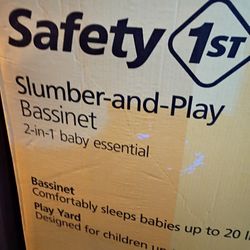 Safety 1ST
Slumber-and-Play
Bassinet
2-in-1 baby essential
Bassinet
Comfortably sleeps babies up to 20
Play Yard
Designed for children